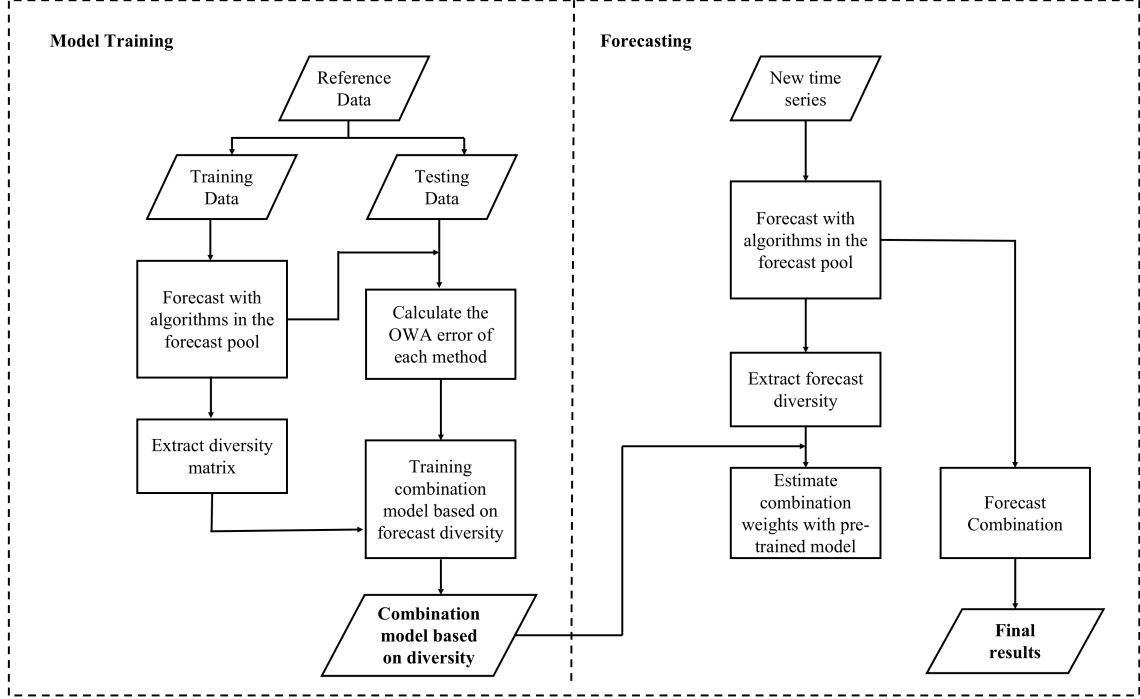 Model Training
Reference
Data
Training
Data
Testing
Data
Forecast with
algorithms in the
forecast pool
Calculate the
OWA error of
each method
Extract diversity
matrix
Training
combination
model based on
forecast diversity
Combination
model based
on diversity
Forecasting
New time
series
Forecast with
algorithms in the
forecast pool
Extract forecast
diversity
Estimate
combination
weights with pre-
trained model
Forecast
Combination
Final
results